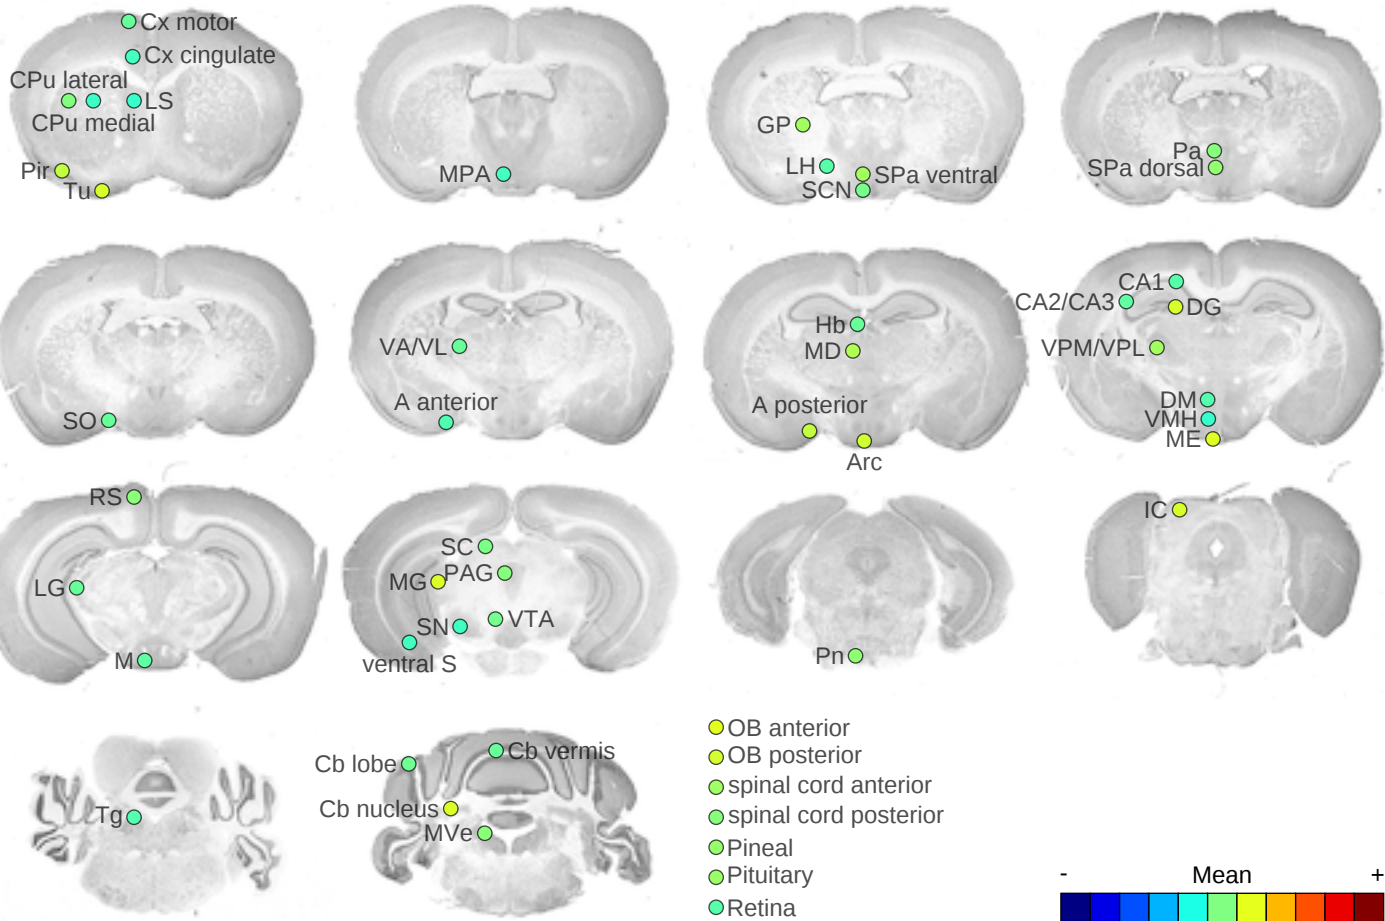 Cx motor
Cx cingulate
CPu lateral
LS
CPu medial
Pir
Tu
MPA
GP
LH
SPa ventral
SCN
Pa
SPa dorsal
SO
VA/VL
A anterior
Hb
MD
A posterior
Arc
CA1
CA2/CA3
DG
VPM/VPL
DM
VMH
ME
RS
LG
M
SC
MG
PAG
SN
VTA
ventral S
Pn
IC
Tg
Cb lobe
Cb vermis
Cb nucleus
MVe
OB anterior
OB posterior
spinal cord anterior
spinal cord posterior
Pineal
Pituitary
Retina
- Mean +